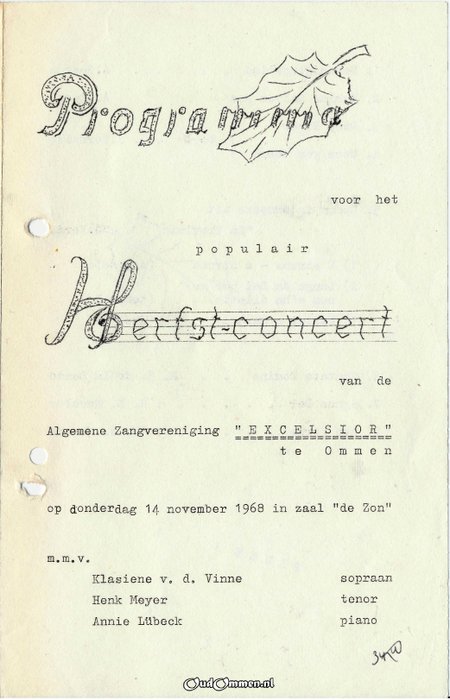 Programma
voor het
populair
Herfst-concert
van de
Algemene Zangvereniging "EXCELSIOR"
te Ommen
op donderdag 14 november 1968 in zaal "de Zon"
m.m.v.
Klasiene v. d. Vinne sopraan
Henk Meyer tenor
Annie Lübeck piano
OudOmmen.nl